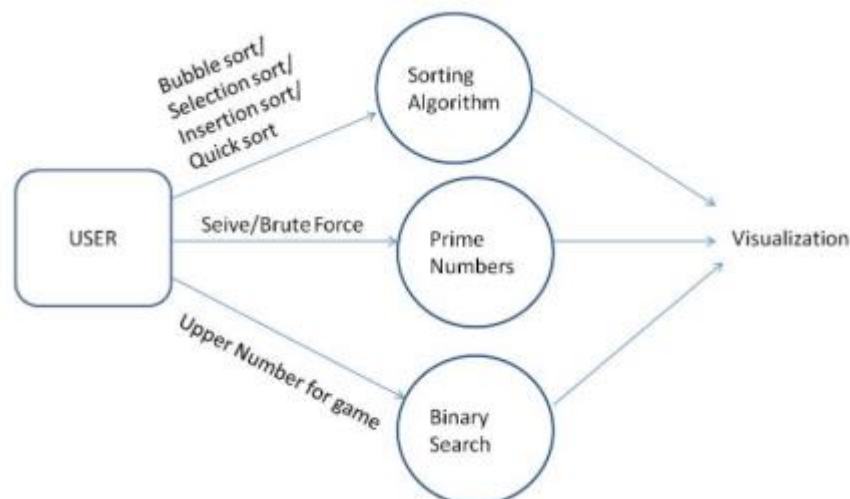 Bubble sort/
Selection sort/
Insertion sort/
Quick sort
Sorting
Algorithm
USER
Seive/Brute Force
Prime
Numbers
Visualization
Upper Number for game
Binary
Search